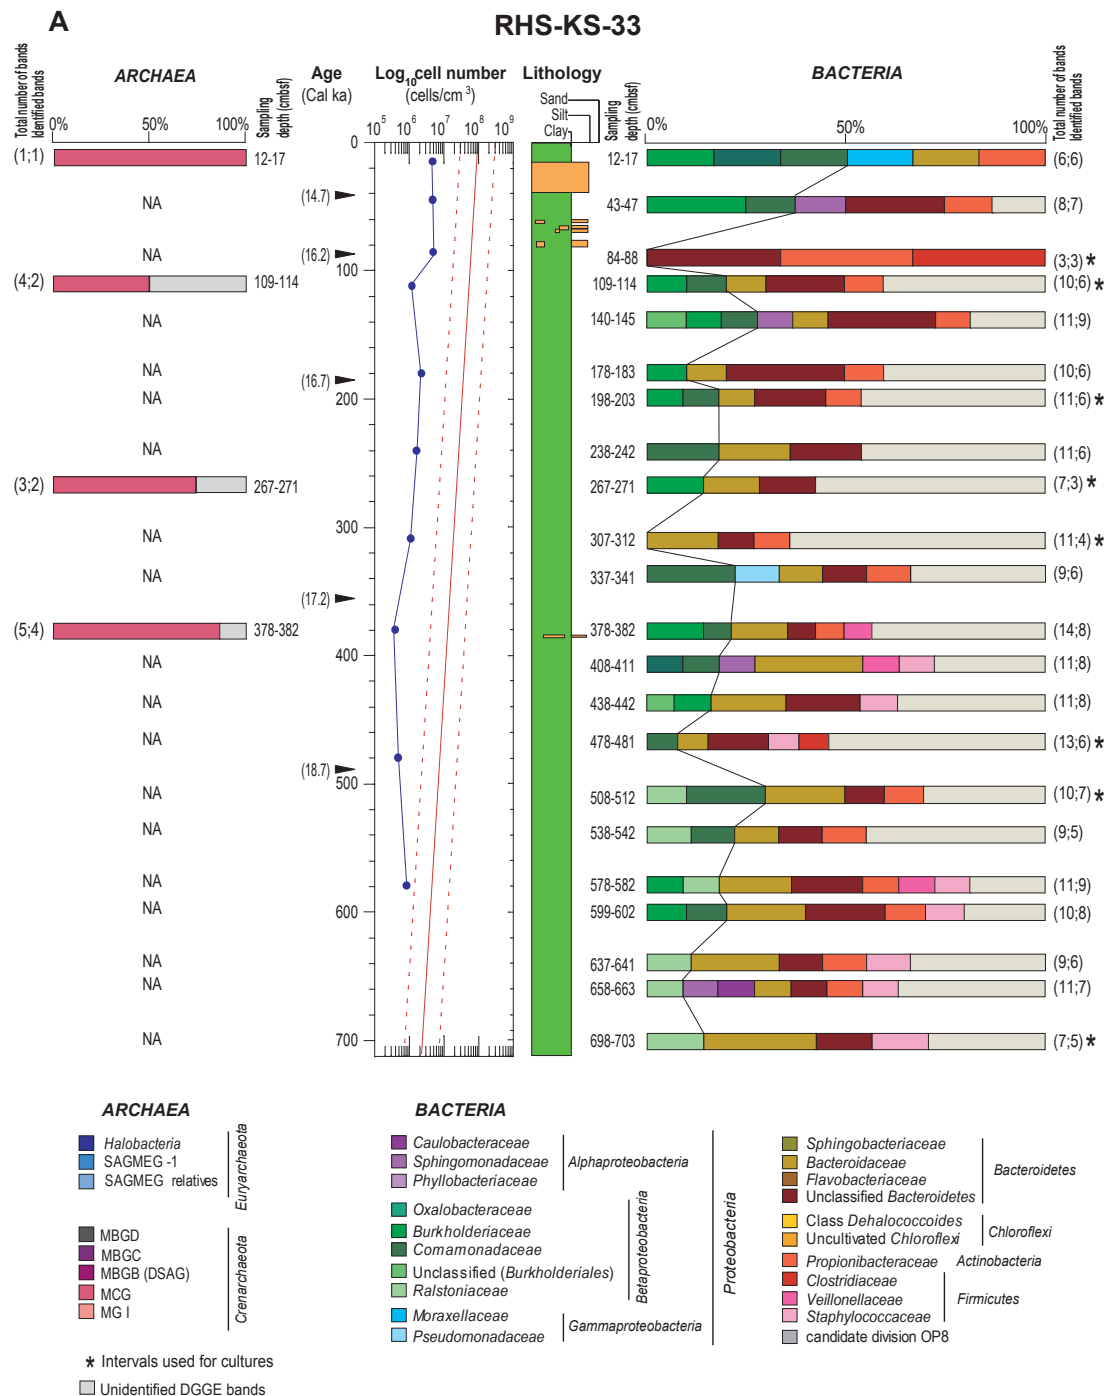 A
RHS-KS-33
Total number of bands
Identified bands
ARCHAEA
Sampling
depth (cmbsf)
Age
(Cal ka)
Log10 cell number
(cells/cm3)
Lithology
Sand
Silt
Clay
Sampling
depth (cmbsf)
BACTERIA
Total number of bands
Identified bands
0% 50% 100%
10^5 10^6 10^7 10^8 10^9
0% 50% 100%
0
100
200
300
400
500
600
700
(14.7)
(16.2)
(16.7)
(17.2)
(18.7)
(1;1) 12-17
NA
NA
(4;2) 109-114
NA
NA
NA
NA
(3;2) 267-271
NA
NA
(5;4) 378-382
NA
NA
NA
NA
NA
NA
NA
NA
NA
NA
12-17 (6;6)
43-47 (8;7)
84-88 (3;3) *
109-114 (10;6) *
140-145 (11;9)
178-183 (10;6)
198-203 (11;6) *
238-242 (11;6)
267-271 (7;3) *
307-312 (11;4) *
337-341 (9;6)
378-382 (14;8)
408-411 (11;8)
438-442 (11;8)
478-481 (13;6) *
508-512 (10;7) *
538-542 (9;5)
578-582 (11;9)
599-602 (10;8)
637-641 (9;6)
658-663 (11;7)
698-703 (7;5) *
ARCHAEA
Halobacteria
SAGMEG -1
SAGMEG relatives
Euryarchaeota
MBGD
MBGC
MBGB (DSAG)
MCG
MG I
Crenarchaeota
* Intervals used for cultures
Unidentified DGGE bands
BACTERIA
Caulobacteraceae
Sphingomonadaceae
Phyllobacteriaceae
Alphaproteobacteria
Oxalobacteraceae
Burkholderiaceae
Comamonadaceae
Unclassified (Burkholderiales)
Ralstoniaceae
Betaproteobacteria
Moraxellaceae
Pseudomonadaceae
Gammaproteobacteria
Proteobacteria
Sphingobacteriaceae
Bacteroidaceae
Flavobacteriaceae
Unclassified Bacteroidetes
Bacteroidetes
Class Dehalococcoides
Uncultivated Chloroflexi
Chloroflexi
Propionibacteraceae
Actinobacteria
Clostridiaceae
Veillonellaceae
Staphylococcaceae
Firmicutes
candidate division OP8